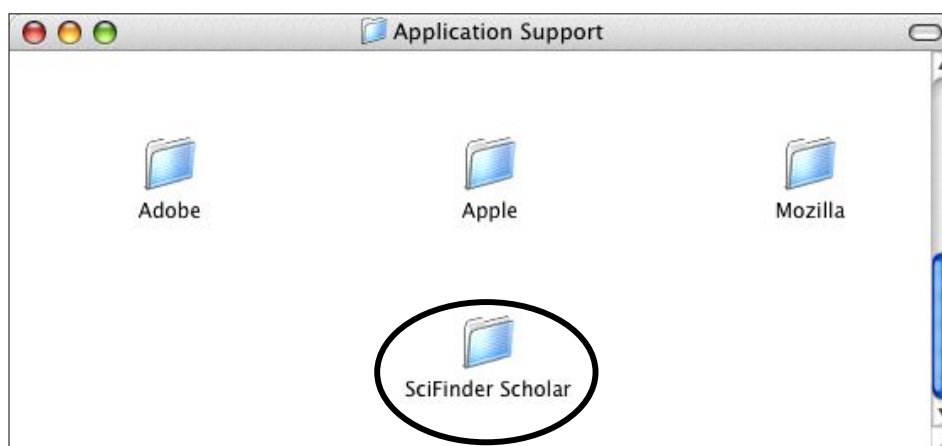 Application Support
Adobe
Apple
Mozilla
SciFinder Scholar